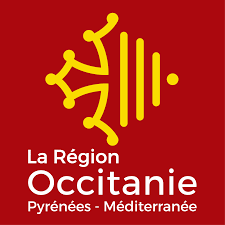 La Région
Occitanie
Pyrénées - Méditerranée